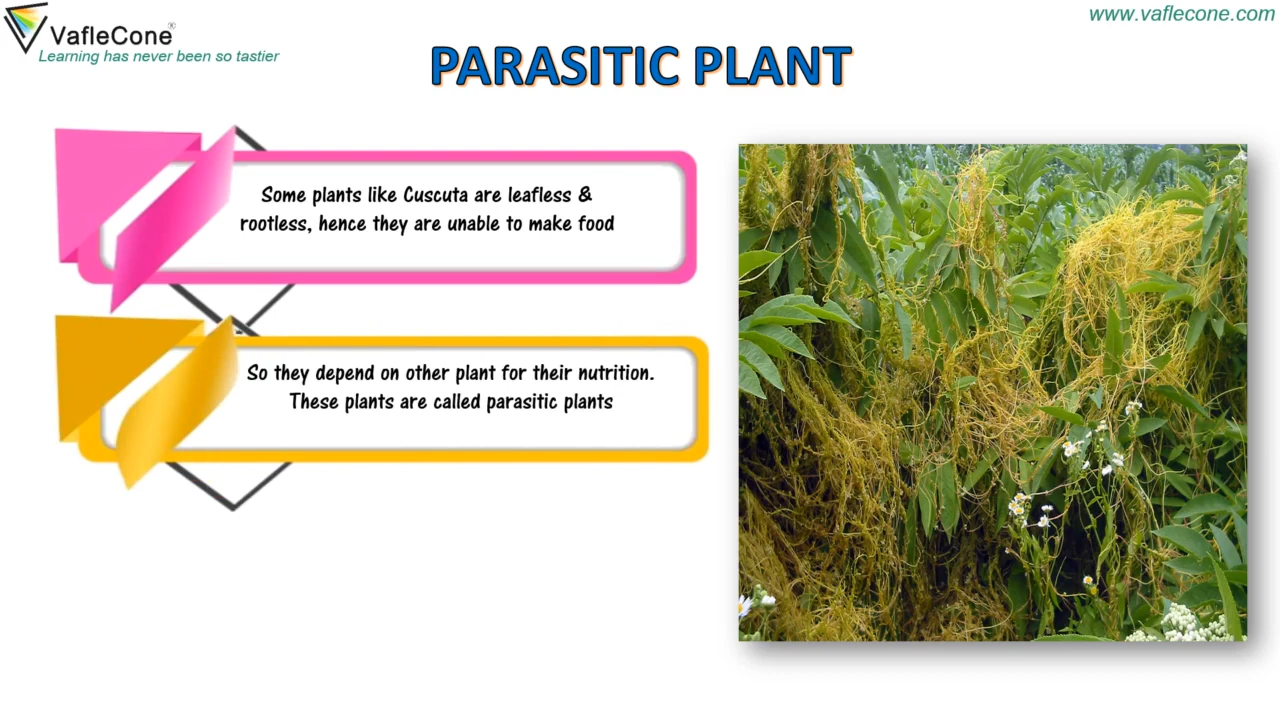 VafleCone®
Learning has never been so tastier
www.vaflecone.com
PARASITIC PLANT
Some plants like Cuscuta are leafless &
rootless, hence they are unable to make food
So they depend on other plant for their nutrition.
These plants are called parasitic plants